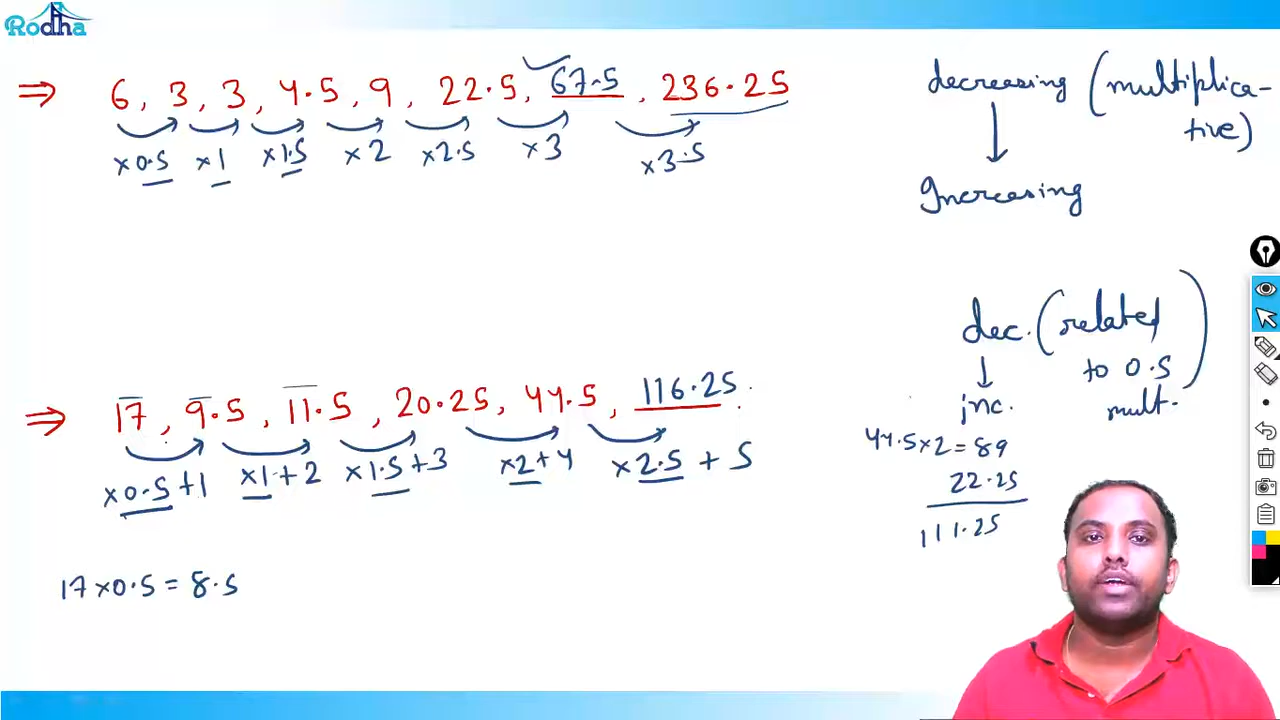 Rodha
⇒ 6, 3, 3, 4.5, 9, 22.5, 67.5, 236.25
×0.5 ×1 ×1.5 ×2 ×2.5 ×3 ×3.5
decreasing (multiplica-
tive)
Increasing
⇒ 17, 9.5, 11.5, 20.25, 44.5, 116.25
×0.5+1 ×1+2 ×1.5+3 ×2+4 ×2.5+5
dec. (related
to 0.5
mult.)
inc.
44.5×2=89
22.25
111.25
17×0.5=8.5